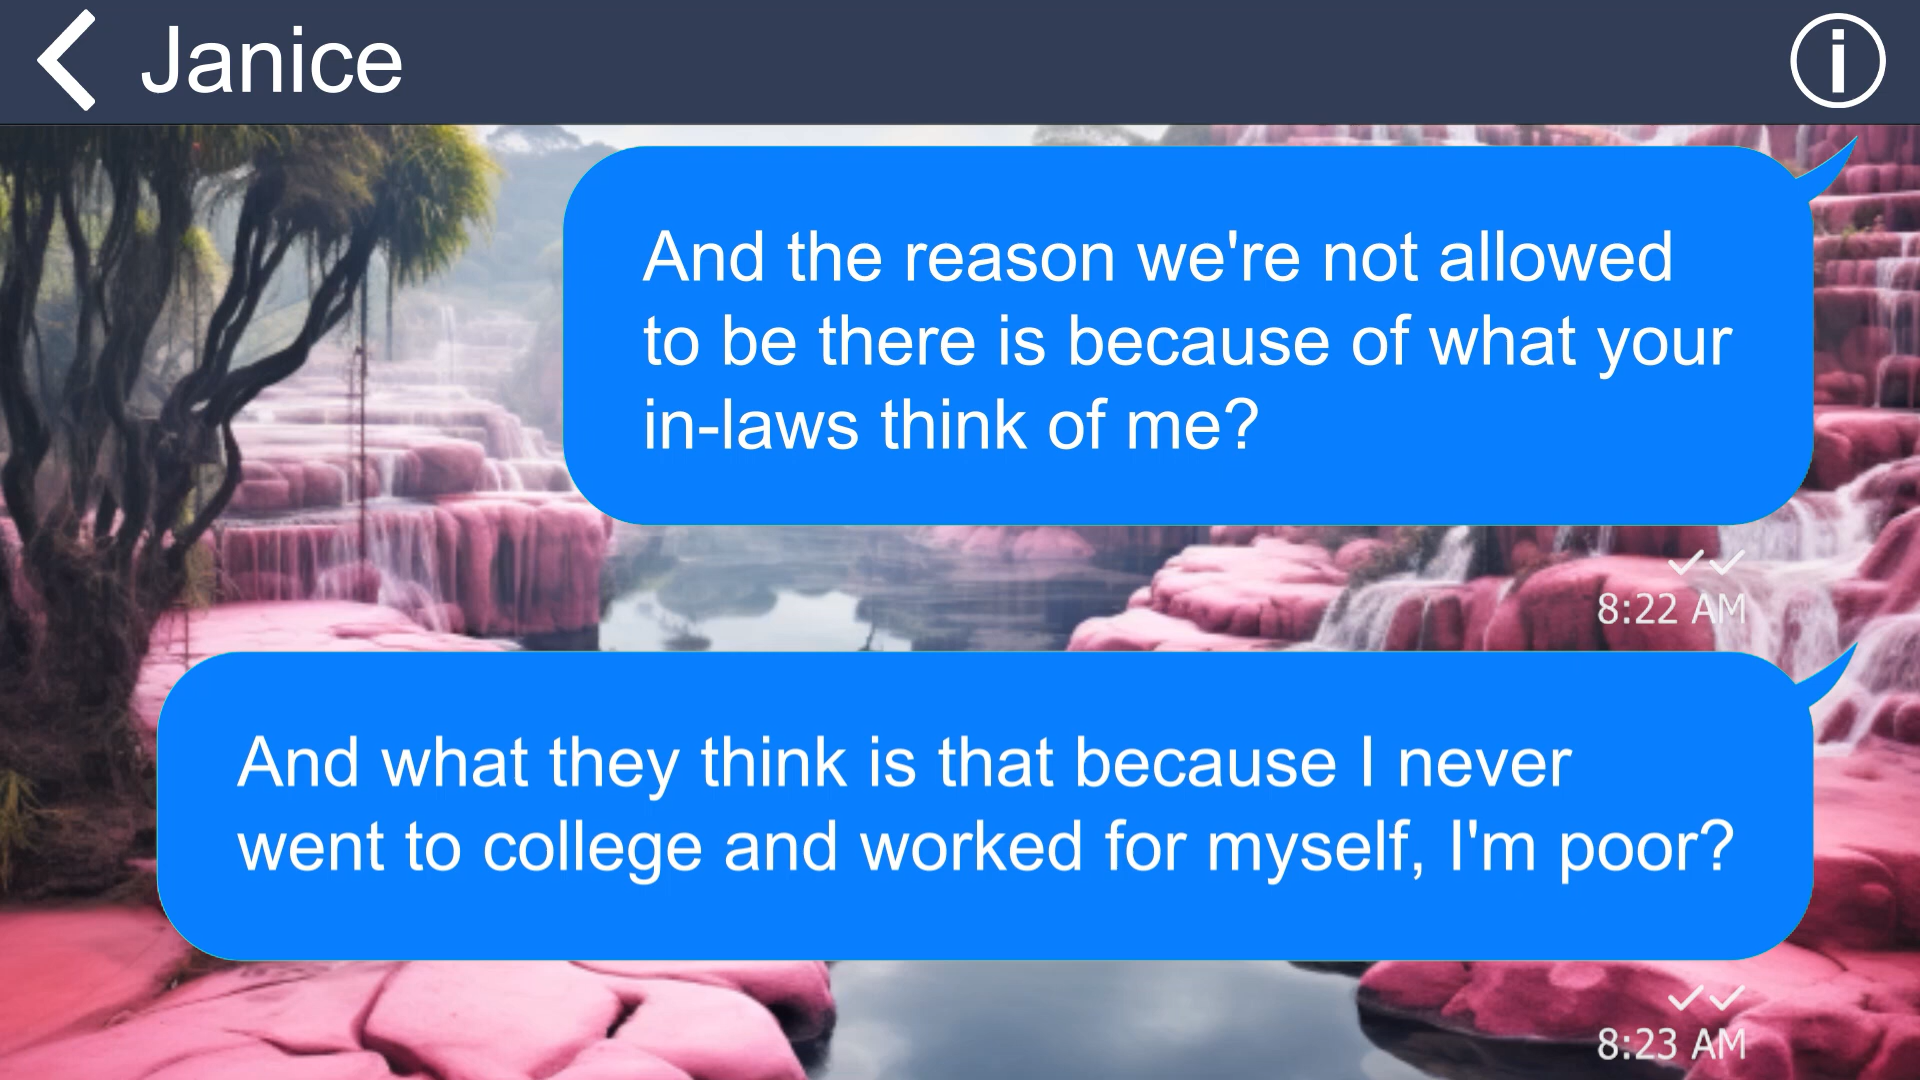 Janice
And the reason we're not allowed
to be there is because of what your
in-laws think of me?
8:22 AM
And what they think is that because I never
went to college and worked for myself, I'm poor?
8:23 AM